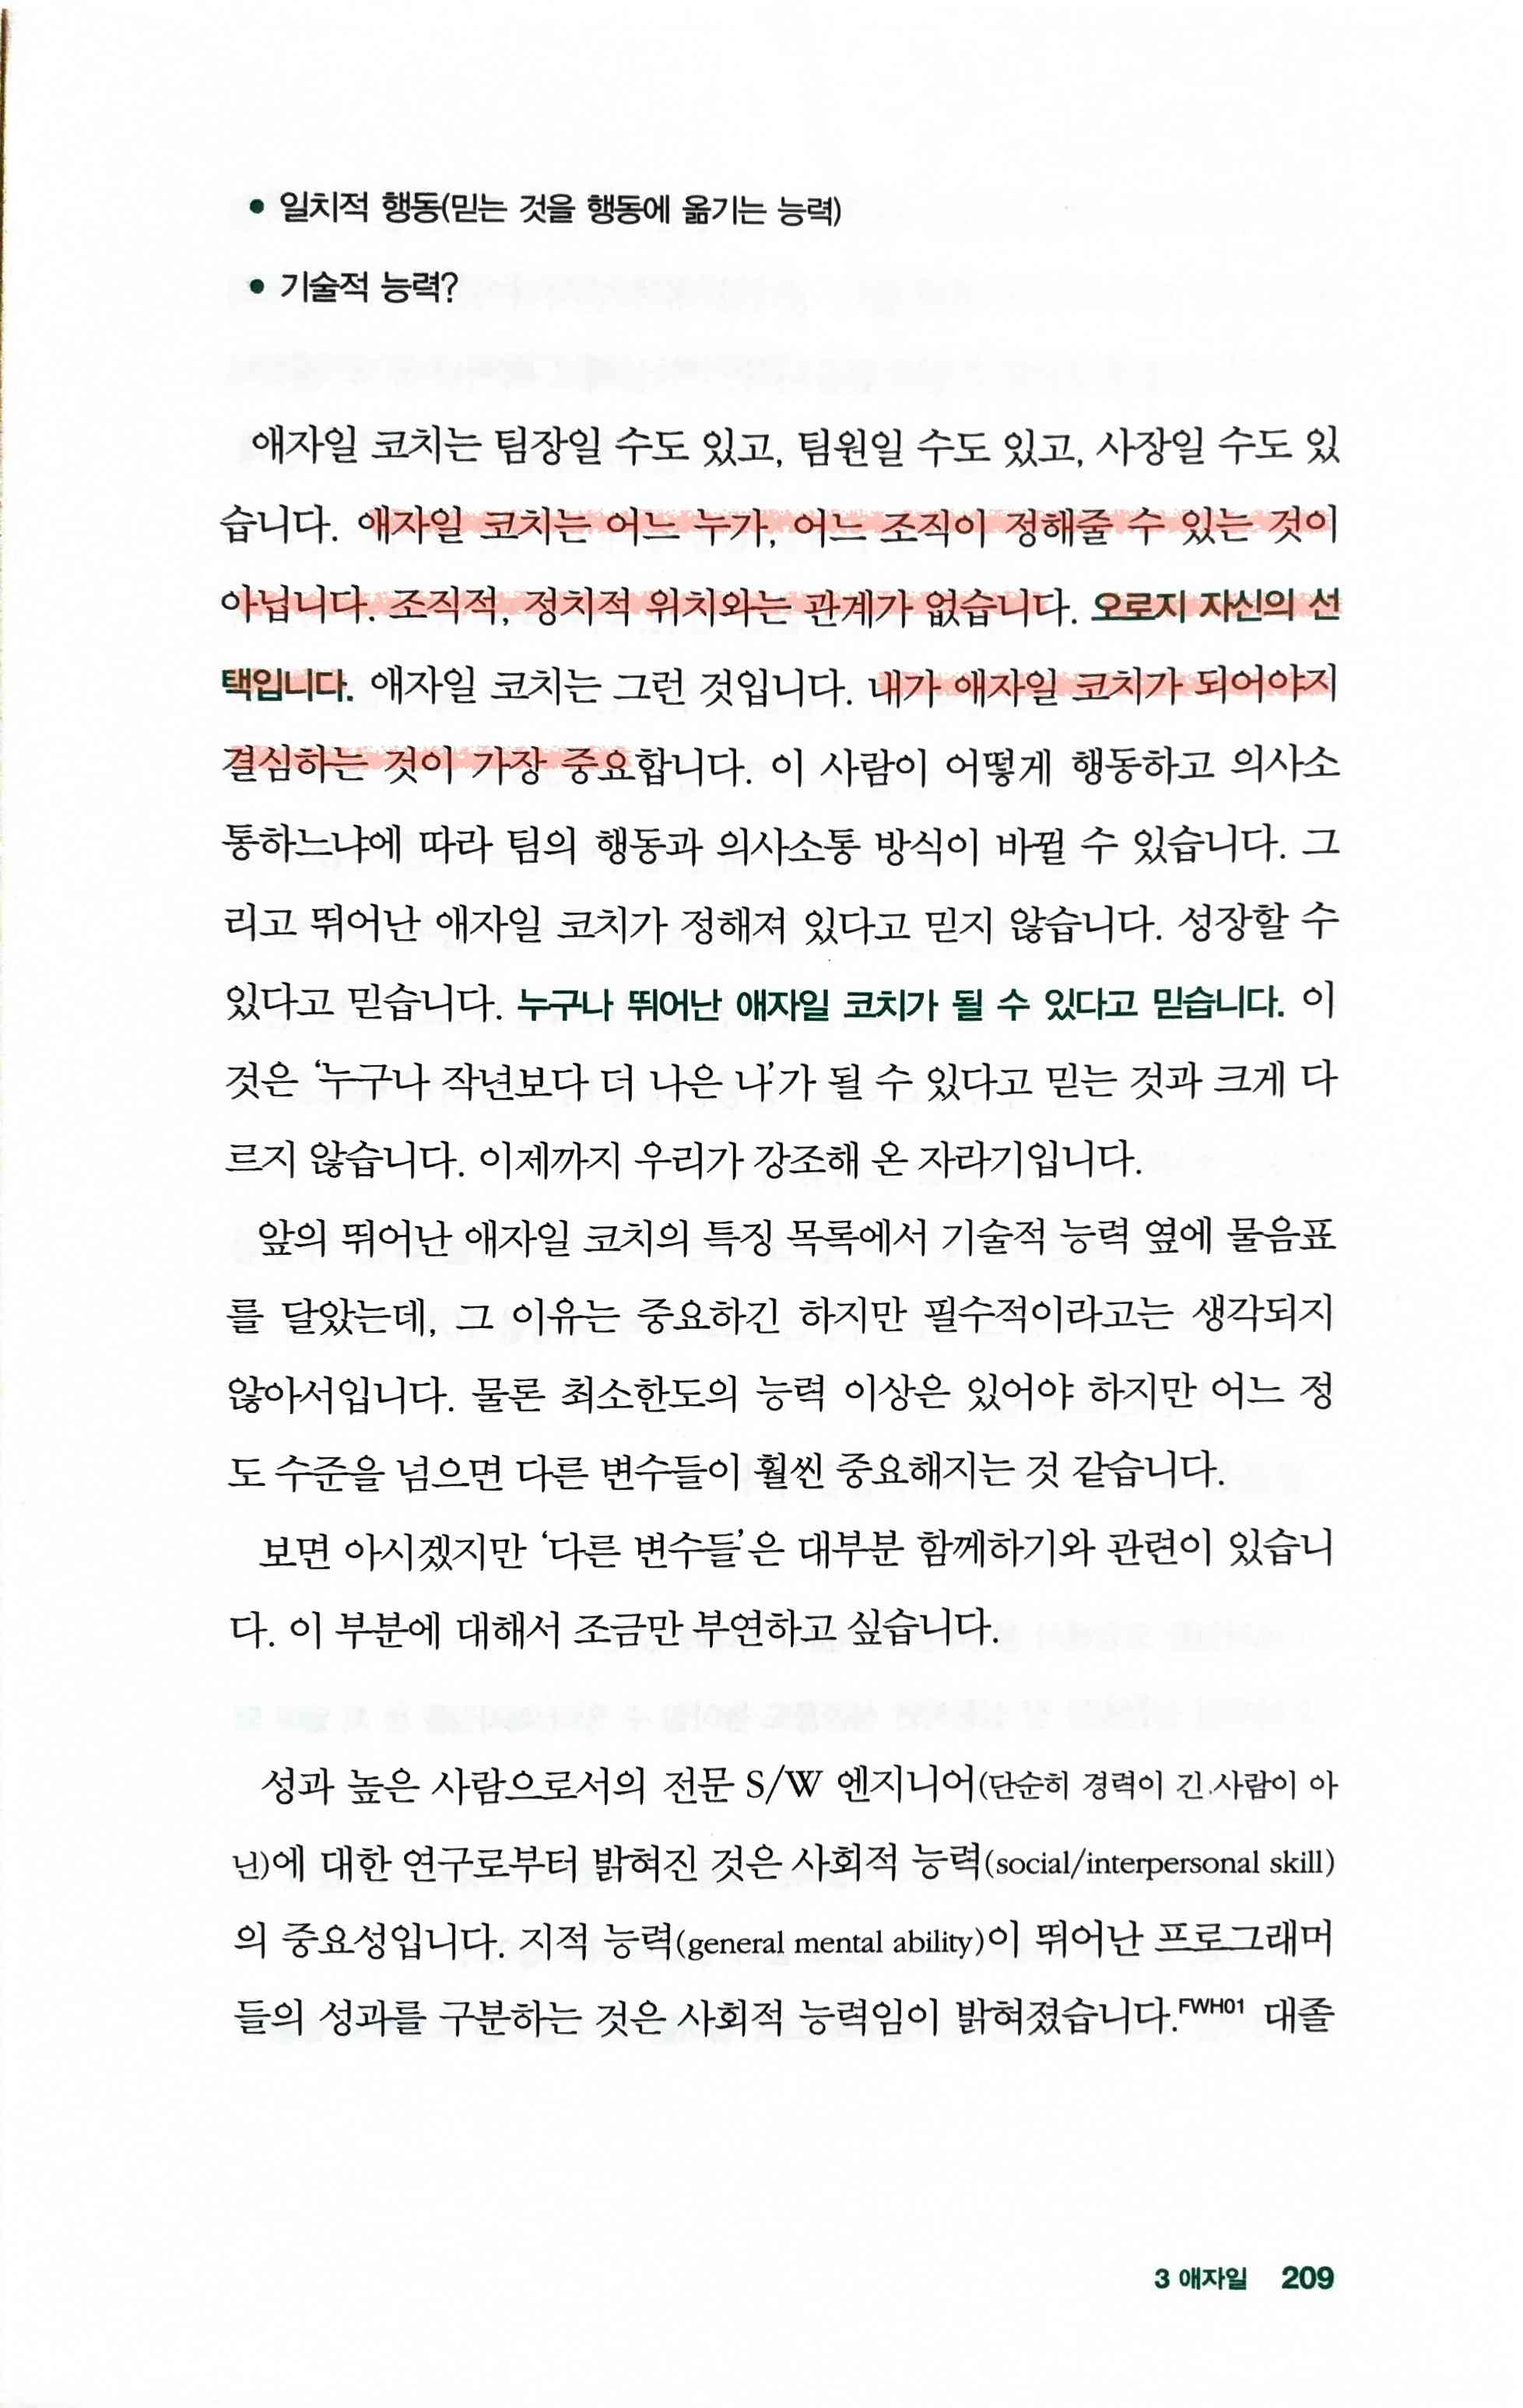 • 일치적 행동(믿는 것을 행동에 옮기는 능력)
• 기술적 능력?
애자일 코치는 팀장일 수도 있고, 팀원일 수도 있고, 사장일 수도 있
습니다. 애자일 코치는 어느 누가, 어느 조직이 정해줄 수 있는 것이
아닙니다. 조직적, 정치적 위치와는 관계가 없습니다. 오로지 자신의 선
택입니다. 애자일 코치는 그런 것입니다. 내가 애자일 코치가 되어야지
결심하는 것이 가장 중요합니다. 이 사람이 어떻게 행동하고 의사소
통하느냐에 따라 팀의 행동과 의사소통 방식이 바뀔 수 있습니다. 그
리고 뛰어난 애자일 코치가 정해져 있다고 믿지 않습니다. 성장할 수
있다고 믿습니다. 누구나 뛰어난 애자일 코치가 될 수 있다고 믿습니다. 이
것은 ‘누구나 작년보다 더 나은 나’가 될 수 있다고 믿는 것과 크게 다
르지 않습니다. 이제까지 우리가 강조해 온 자라기입니다.
앞의 뛰어난 애자일 코치의 특징 목록에서 기술적 능력 옆에 물음표
를 달았는데, 그 이유는 중요하긴 하지만 필수적이라고는 생각되지
않아서입니다. 물론 최소한도의 능력 이상은 있어야 하지만 어느 정
도 수준을 넘으면 다른 변수들이 훨씬 중요해지는 것 같습니다.
보면 아시겠지만 ‘다른 변수들’은 대부분 함께하기와 관련이 있습니
다. 이 부분에 대해서 조금만 부연하고 싶습니다.
성과 높은 사람으로서의 전문 S/W 엔지니어(단순히 경력이 긴 사람이 아
닌)에 대한 연구로부터 밝혀진 것은 사회적 능력(social/interpersonal skill)
의 중요성입니다. 지적 능력(general mental ability)이 뛰어난 프로그래머
들의 성과를 구분하는 것은 사회적 능력임이 밝혀졌습니다.FWH01 대졸
3 애자일 209